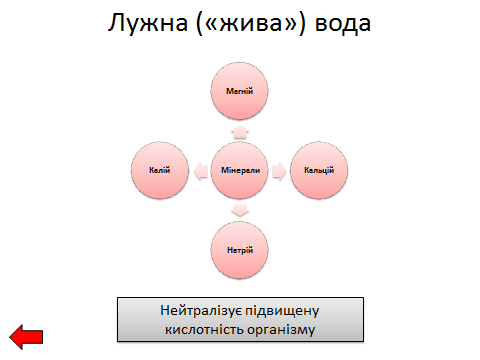 Лужна («жива») вода
Магній
Калій
Мінерали
Кальцій
Натрій
Нейтралізує підвищену
кислотність організму